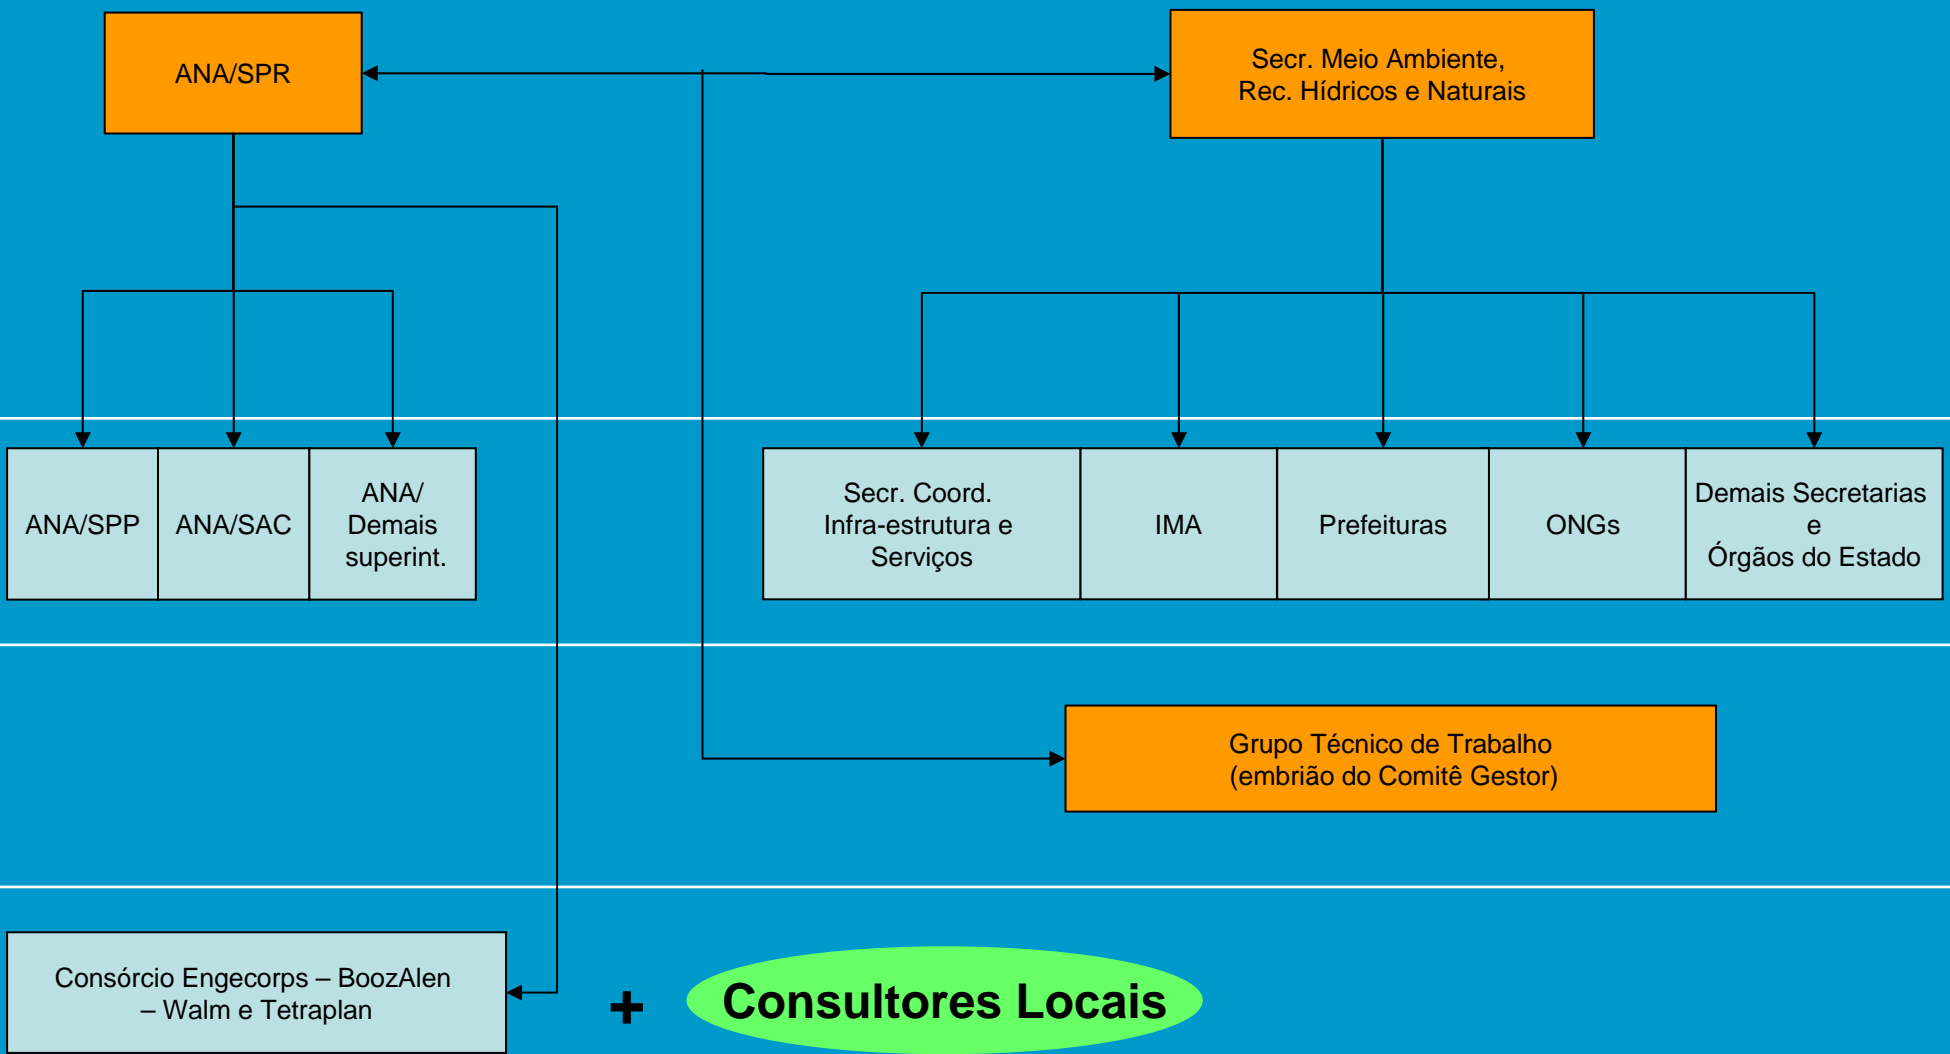 ANA/SPR
Secr. Meio Ambiente,
Rec. Hídricos e Naturais
ANA/SPP
ANA/SAC
ANA/
Demais
superint.
Secr. Coord.
Infra-estrutura e
Serviços
IMA
Prefeituras
ONGs
Demais Secretarias
e
Órgãos do Estado
Grupo Técnico de Trabalho
(embrião do Comitê Gestor)
Consórcio Engecorps – BoozAlen
– Walm e Tetraplan
+
Consultores Locais